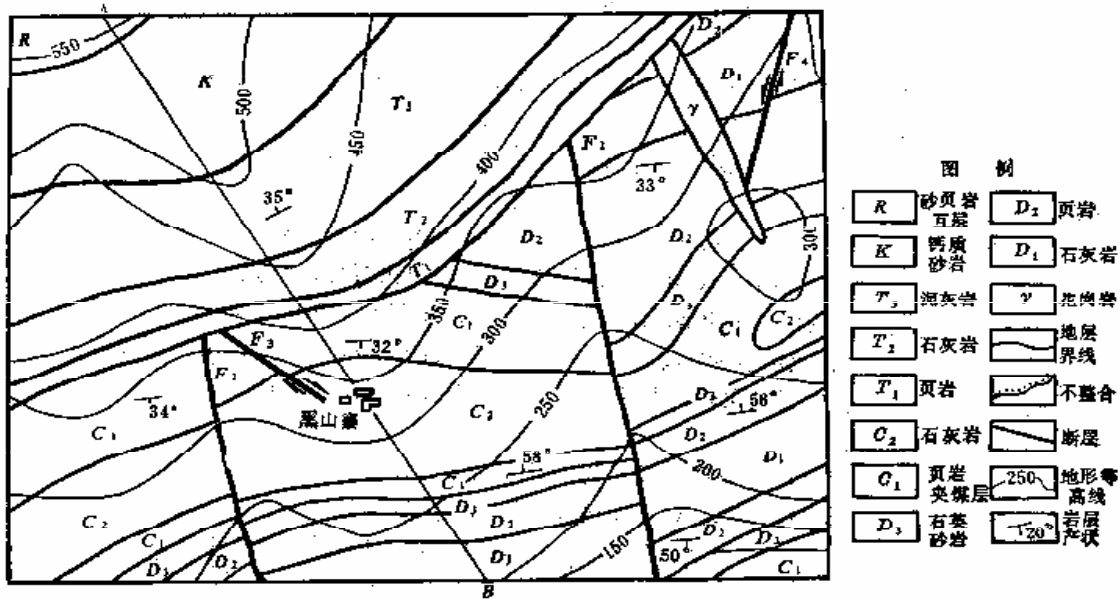 A
R
550
K
500
T₃
450
400
35°
T₂
T₁
D₃
D₁
F₄
γ
F₂
33°
D₂
D₂
300
D₃
D₃
C₁
350
300
C₁
C₂
F₃
32°
F₁
34°
黑山寨
C₁
C₂
250
D₃
56°
D₂
D₁
58°
C₁
D₃
D₂
200
C₂
C₁
D₃
D₂
D₁
150
50°
D₂
D₃
C₁
B
图 例
R 砂页岩互层
D₂ 页岩
K 钙质砂岩
D₁ 石灰岩
T₃ 泥灰岩
γ 花岗岩
T₂ 石灰岩
地层界线
T₁ 页岩
不整合
C₂ 石灰岩
断层
C₁ 页岩夹煤层
250 地形等高线
D₃ 石英砂岩
20° 岩层产状